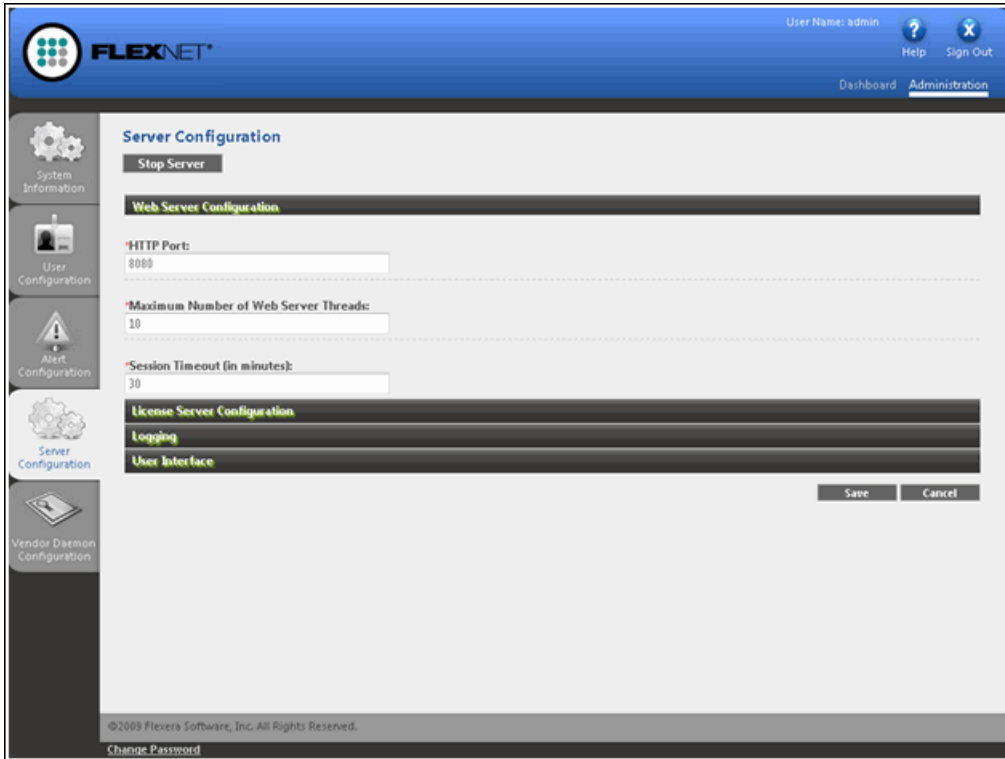 User Name: admin
FLEXNET
Help
Sign Out
Dashboard
Administration
System
Information
User
Configuration
Alert
Configuration
Server
Configuration
Vendor Daemon
Configuration
Server Configuration
Stop Server
Web Server Configuration
*HTTP Port:
8080
*Maximum Number of Web Server Threads:
10
*Session Timeout (in minutes):
30
License Server Configuration
Logging
User Interface
Save
Cancel
©2009 Flexera Software, Inc. All Rights Reserved.
Change Password